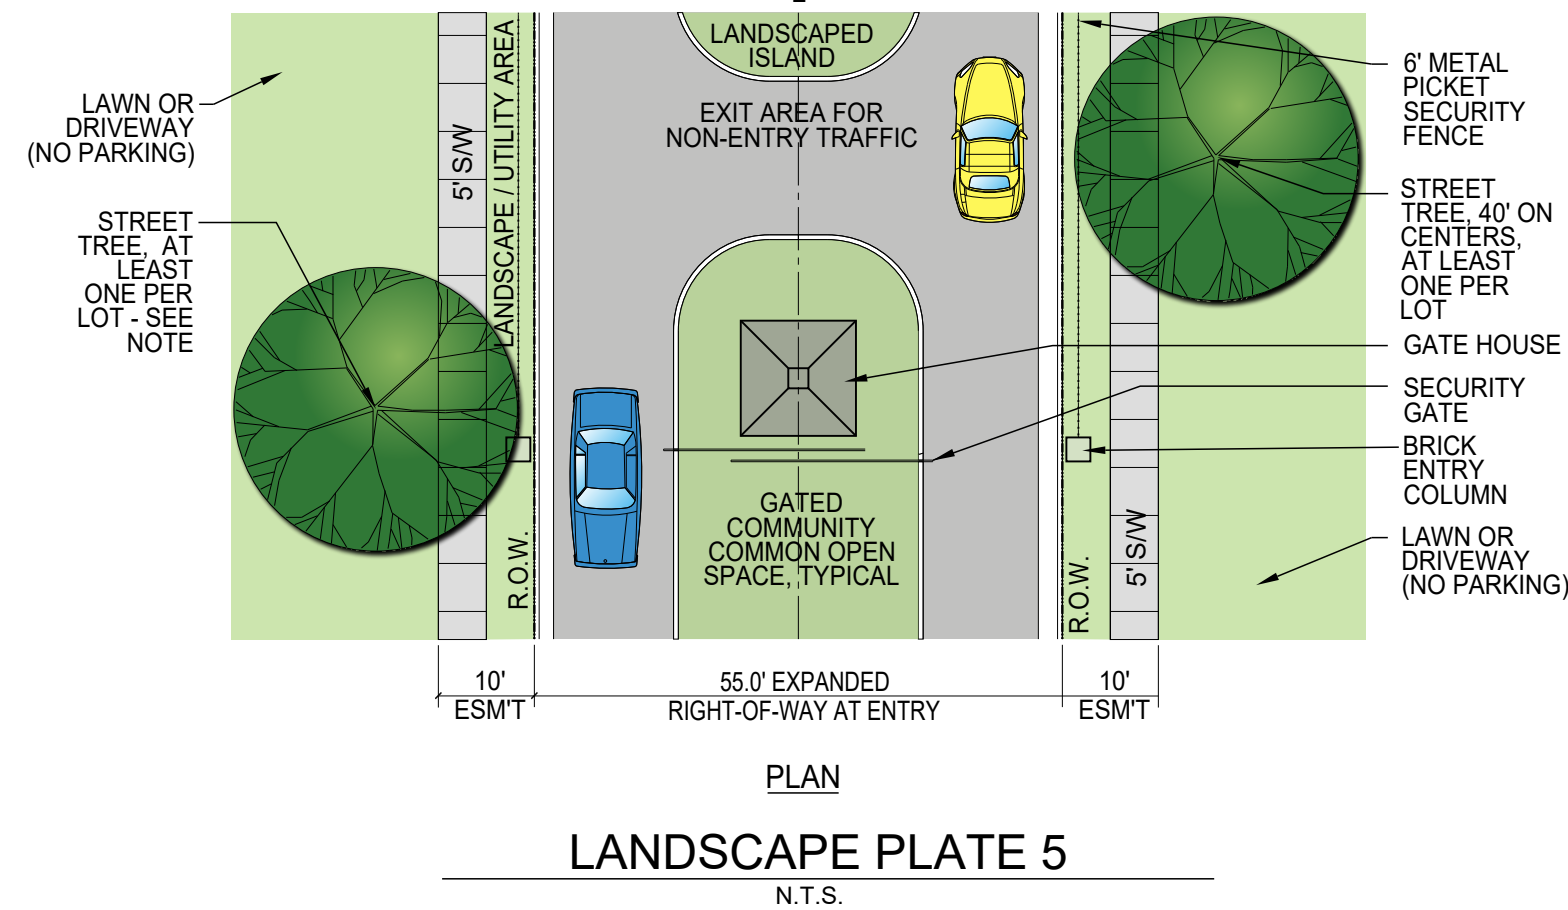 LANDSCAPED
ISLAND
EXIT AREA FOR
NON-ENTRY TRAFFIC
LAWN OR
DRIVEWAY
(NO PARKING)
STREET
TREE, AT
LEAST
ONE PER
LOT - SEE
NOTE
5' S/W
LANDSCAPE / UTILITY AREA
R.O.W.
GATED
COMMUNITY
COMMON OPEN
SPACE, TYPICAL
R.O.W.
5' S/W
6' METAL
PICKET
SECURITY
FENCE
STREET
TREE, 40' ON
CENTERS,
AT LEAST
ONE PER
LOT
GATE HOUSE
SECURITY
GATE
BRICK
ENTRY
COLUMN
LAWN OR
DRIVEWAY
(NO PARKING)
10'
ESM'T
55.0' EXPANDED
RIGHT-OF-WAY AT ENTRY
10'
ESM'T
PLAN
LANDSCAPE PLATE 5
N.T.S.